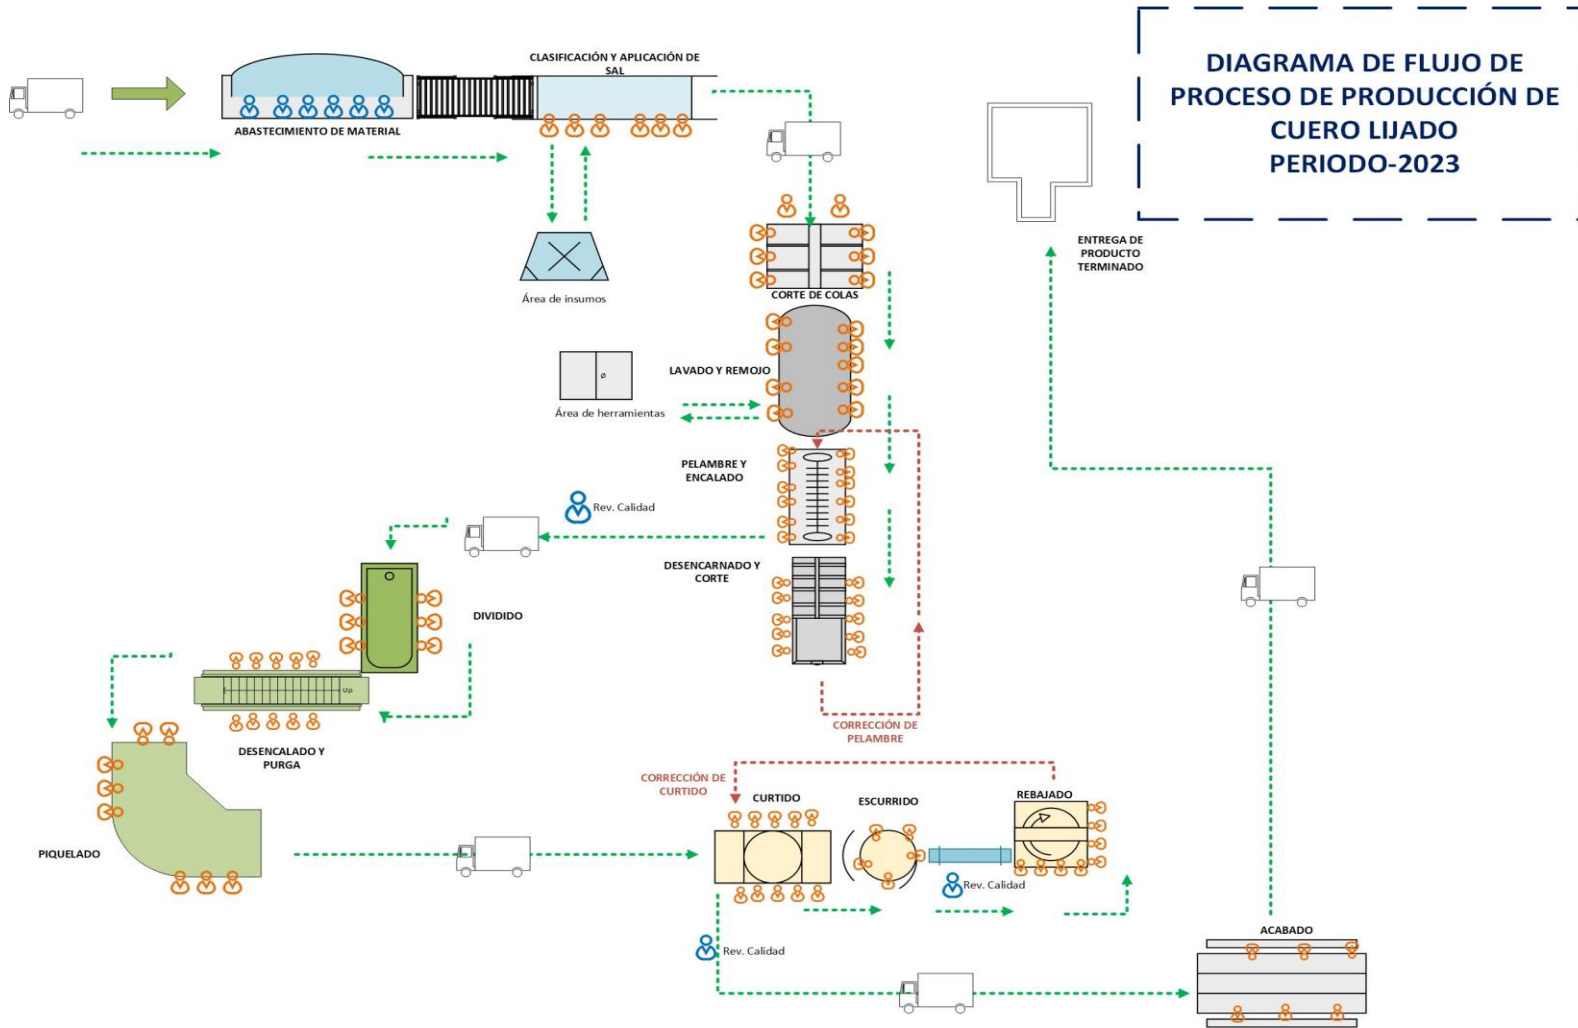 DIAGRAMA DE FLUJO DE
PROCESO DE PRODUCCIÓN DE
CUERO LIJADO
PERIODO-2023
CLASIFICACIÓN Y APLICACIÓN DE
SAL
ABASTECIMIENTO DE MATERIAL
Área de insumos
CORTE DE COLAS
ENTREGA DE
PRODUCTO
TERMINADO
LAVADO Y REMOJO
Área de herramientas
PELAMBRE Y
ENCALADO
Rev. Calidad
DESENCARNADO Y
CORTE
DIVIDIDO
Up
DESENCALADO Y
PURGA
CORRECCIÓN DE
PELAMBRE
CORRECCIÓN DE
CURTIDO
CURTIDO
ESCURRIDO
REBAJADO
PIQUELADO
Rev. Calidad
Rev. Calidad
ACABADO